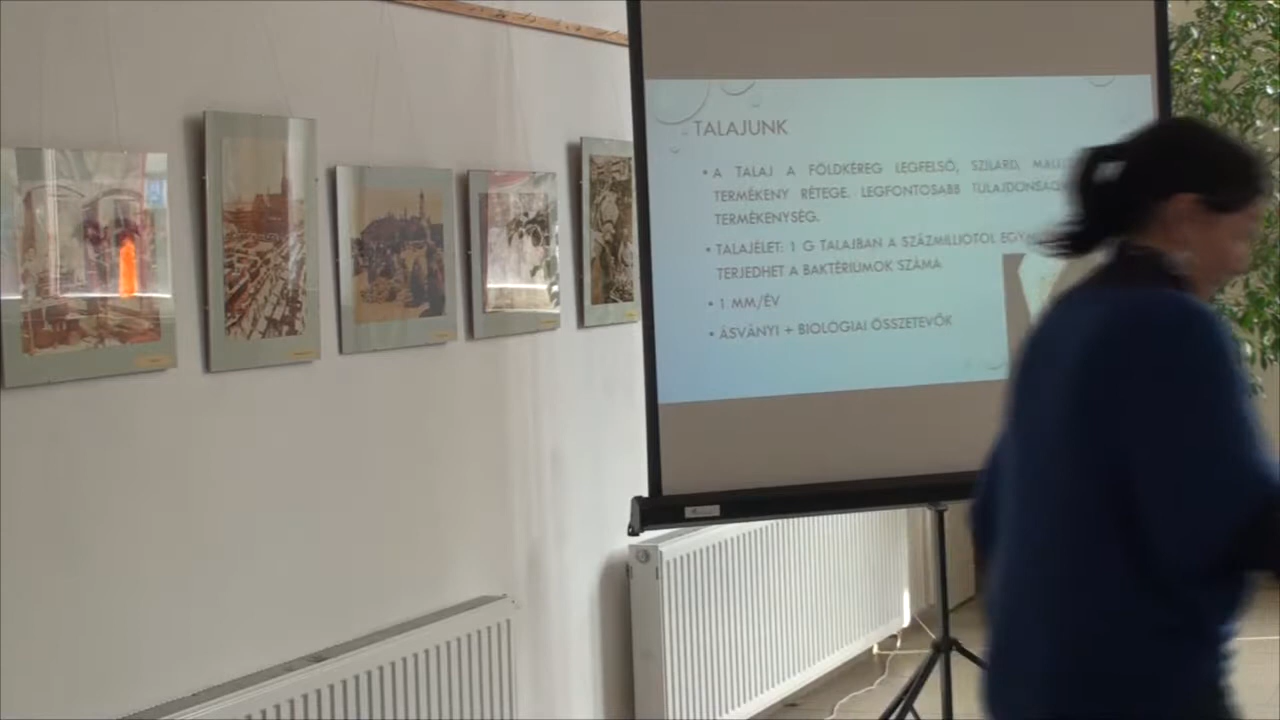 TALAJUNK
• A TALAJ A FÖLDKÉREG LEGFELSŐ, SZILÁRD,
TERMÉKENY RÉTEGE. LEGFONTOSABB
TERMÉKENYSÉG.
• TALAJÉLET: 1 G TALAJBAN A SZÁZMILLIÓTÓL
TERJEDHET A BAKTÉRIUMOK SZÁMA
• 1 MM/ÉV
• ÁSVÁNYI + BIOLÓGIAI ÖSSZETEVŐK